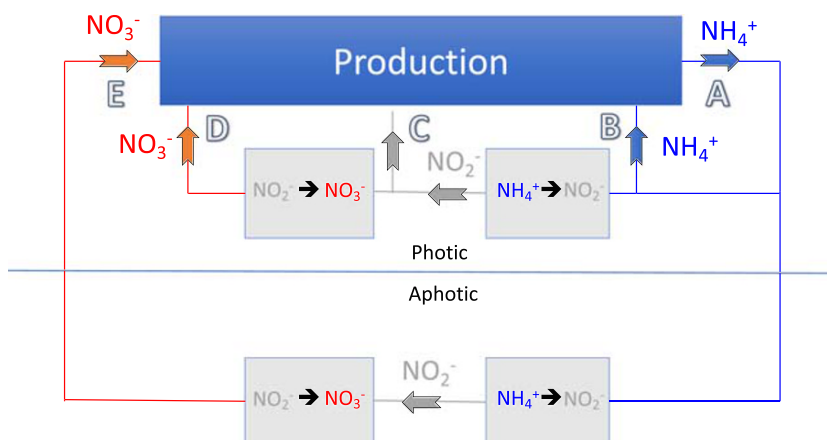 NO₃⁻
NH₄⁺
Production
E
A
NO₃⁻
D
C
B
NO₂⁻
NH₄⁺
NO₂⁻ ➔ NO₃⁻
NH₄⁺➔NO₂⁻
Photic
Aphotic
NO₂⁻
NO₂⁻ ➔ NO₃⁻
NH₄⁺➔NO₂⁻